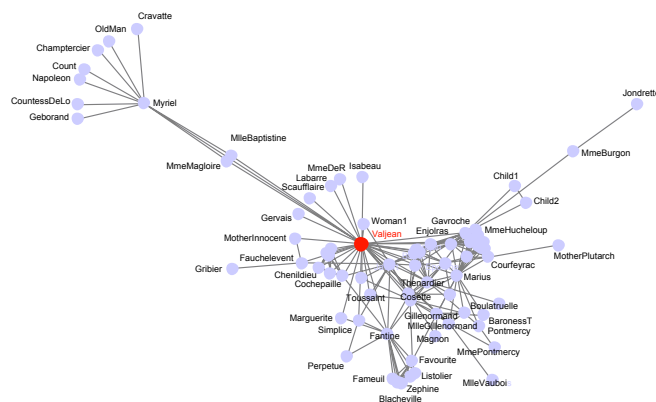 Cravatte
OldMan
Champtercier
Count
Napoleon
CountessDeLo
Geborand
Myriel
Jondrette
MmeBurgon
MlleBaptistine
MmeMagloire
MmeDeR
Isabeau
Labarre
Scaufflaire
Child1
Child2
Gervais
Woman1
Valjean
Gavroche
Enjolras
MmeHucheloup
MotherInnocent
MotherPlutarch
Gribier
Fauchelevent
Chenildieu
Cochepaille
Courfeyrac
Marius
Thenardier
Toussaint
Cosette
Boulatruelle
Marguerite
Simplice
Gillenormand
MlleGillenormand
BaronessT
Pontmercy
Fantine
Magnon
MmePontmercy
Perpetue
Favourite
Fameuil
Listolier
Zephine
Blacheville
MlleVaubois